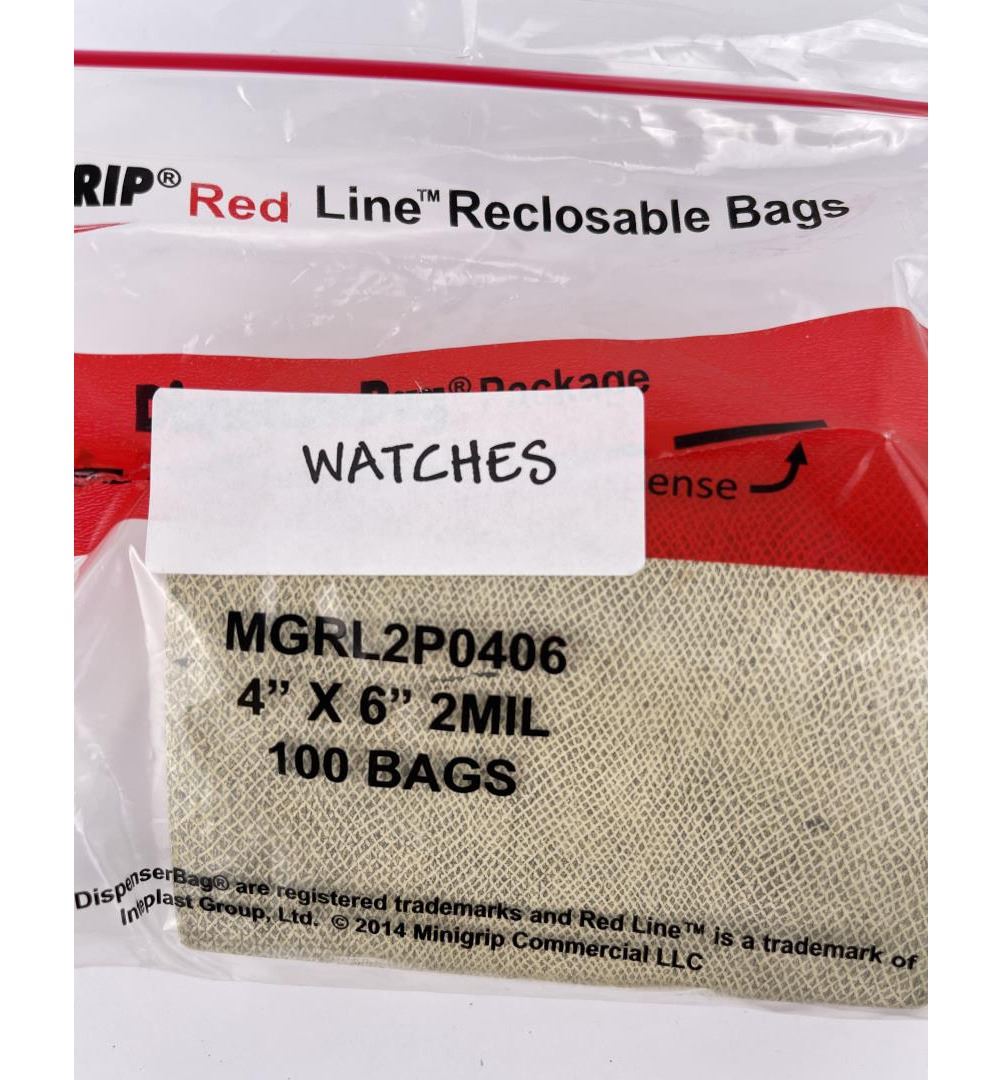 RIP® Red Line™ Reclosable Bags
® Package
WATCHES
ense
MGRL2P0406
4” X 6” 2MIL
100 BAGS
DispenserBag® are registered trademarks and Red Line™ is a trademark of
Inteplast Group, Ltd. © 2014 Minigrip Commercial LLC